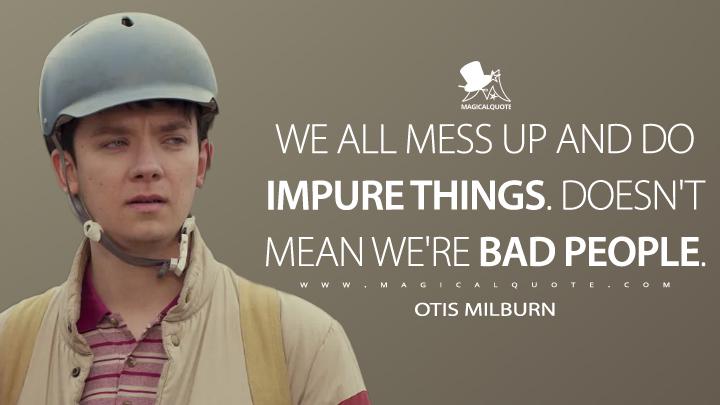 MAGICALQUOTE
WE ALL MESS UP AND DO
IMPURE THINGS. DOESN'T
MEAN WE'RE BAD PEOPLE.
WWW.MAGICALQUOTE.COM
OTIS MILBURN